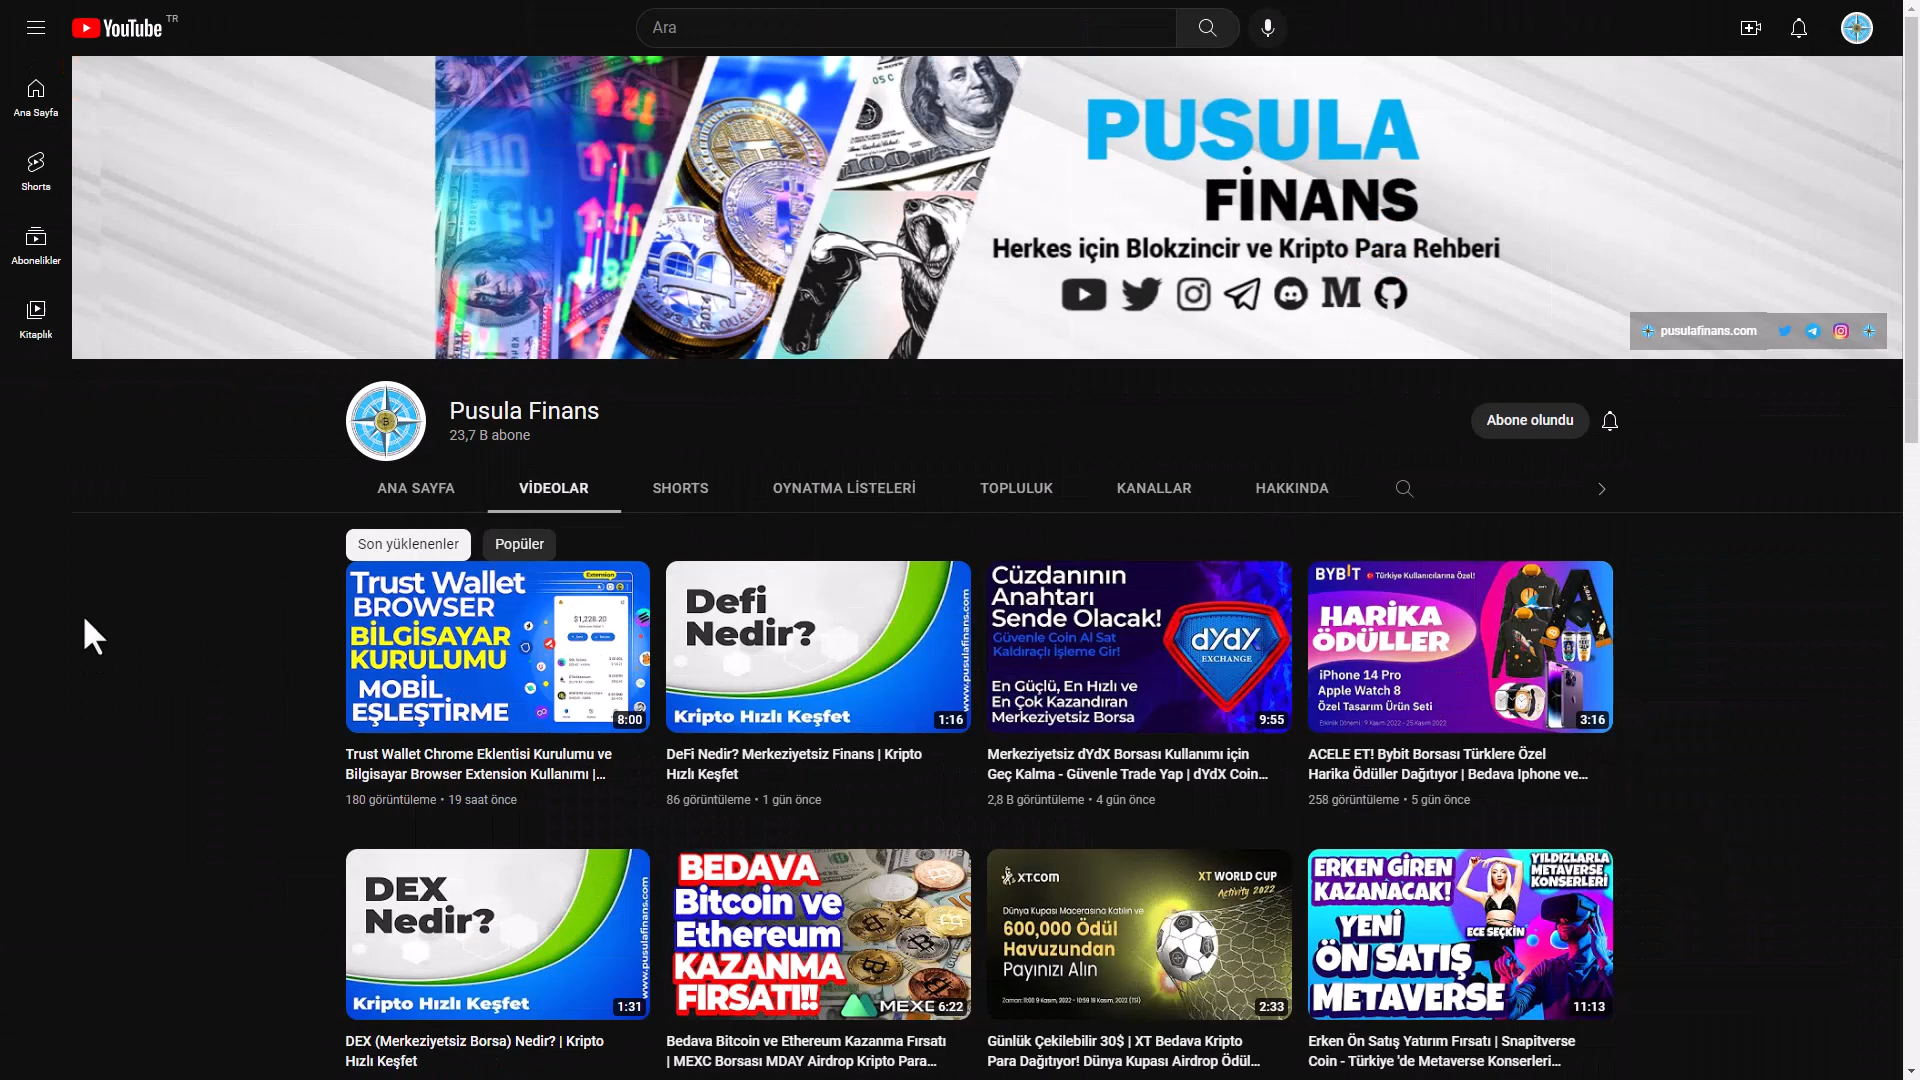 YouTube TR
Ara
Ana Sayfa
Shorts
Abonelikler
Kitaplık
PUSULA
FİNANS
Herkes için Blokzincir ve Kripto Para Rehberi
pusulafinans.com
Pusula Finans
23,7 B abone
Abone olundu
ANA SAYFA
VİDEOLAR
SHORTS
OYNATMA LİSTELERİ
TOPLULUK
KANALLAR
HAKKINDA
Son yüklenenler
Popüler
Trust Wallet
BROWSER
BİLGİSAYAR
KURULUMU
MOBİL
EŞLEŞTİRME
Extension
$1,228.20
8:00
Trust Wallet Chrome Eklentisi Kurulumu ve
Bilgisayar Browser Extension Kullanımı |...
180 görüntüleme • 19 saat önce
Defi
Nedir?
Kripto Hızlı Keşfet
www.pusulafinans.com
1:16
DeFi Nedir? Merkeziyetsiz Finans | Kripto
Hızlı Keşfet
86 görüntüleme • 1 gün önce
Cüzdanının
Anahtarı
Sende Olacak!
Güvenle Coin Al Sat
Kaldıraçlı İşleme Gir!
En Güçlü, En Hızlı ve
En Çok Kazandıran
Merkeziyetsiz Borsa
dYdX
EXCHANGE
9:55
Merkeziyetsiz dYdX Borsası Kullanımı için
Geç Kalma - Güvenle Trade Yap | dYdX Coin...
2,8 B görüntüleme • 4 gün önce
BYBIT Türkiye Kullanıcılarına Özel!
HARİKA
ÖDÜLLER
iPhone 14 Pro
Apple Watch 8
Özel Tasarım Ürün Seti
Etkinlik Dönemi : 9 Kasım 2022 - 25 Kasım 2022
3:16
ACELE ET! Bybit Borsası Türklere Özel
Harika Ödüller Dağıtıyor | Bedava Iphone ve...
258 görüntüleme • 5 gün önce
DEX
Nedir?
Kripto Hızlı Keşfet
www.pusulafinans.com
1:31
DEX (Merkeziyetsiz Borsa) Nedir? | Kripto
Hızlı Keşfet
BEDAVA
Bitcoin ve
Ethereum
KAZANMA
FIRSATI!!
MEXC
6:22
Bedava Bitcoin ve Ethereum Kazanma Fırsatı
| MEXC Borsası MDAY Airdrop Kripto Para...
XT.com
XT WORLD CUP
Activity 2022
Dünya Kupası Macerasına Katılın ve
600,000 Ödül
Havuzundan
Payınızı Alın
2:33
Günlük Çekilebilir 30$ | XT Bedava Kripto
Para Dağıtıyor! Dünya Kupası Airdrop Ödül...
ERKEN GİREN
KAZANACAK!
YILDIZLARLA
METAVERSE
KONSERLERİ
ECE SEÇKİN
YENİ
ÖN SATIŞ
METAVERSE
11:13
Erken Ön Satış Yatırım Fırsatı | Snapitverse
Coin - Türkiye 'de Metaverse Konserleri...